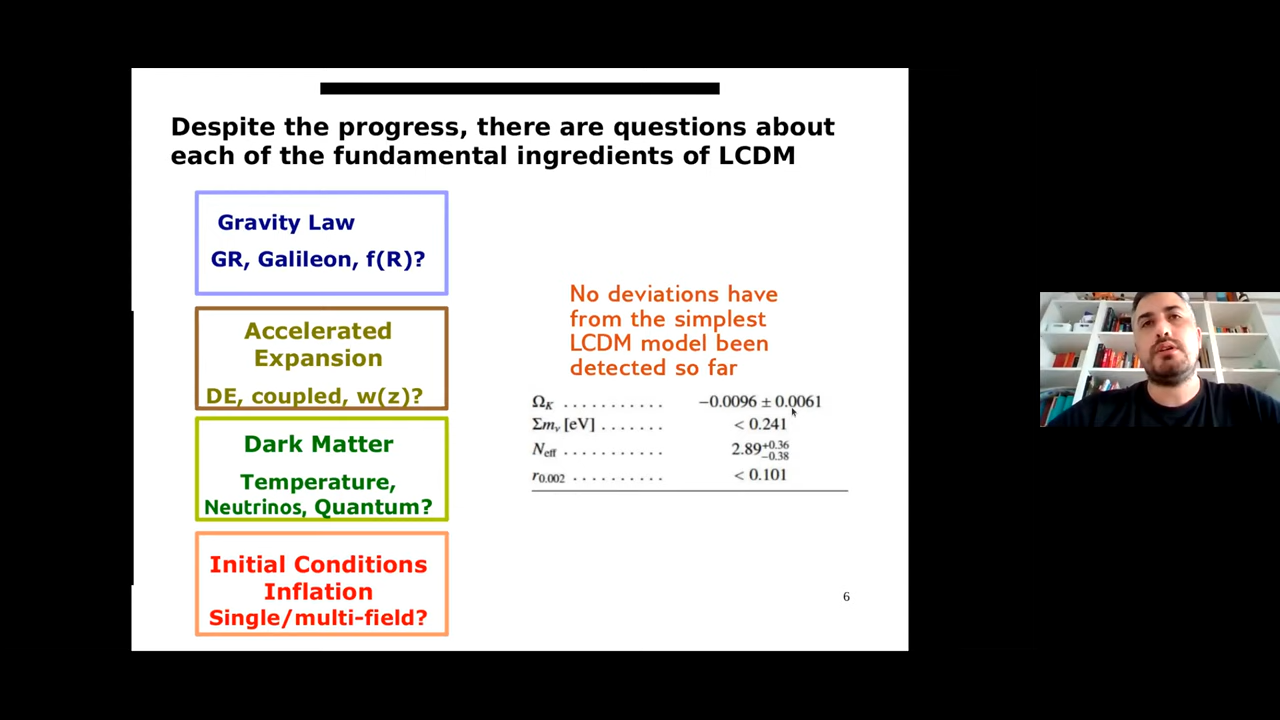 Despite the progress, there are questions about
each of the fundamental ingredients of LCDM
Gravity Law
GR, Galileon, f(R)?
Accelerated
Expansion
DE, coupled, w(z)?
Dark Matter
Temperature,
Neutrinos, Quantum?
Initial Conditions
Inflation
Single/multi-field?
No deviations have
from the simplest
LCDM model been
detected so far
Ω_K . . . . . . . . . . . −0.0096 ± 0.0061
Σm_ν [eV] . . . . . . . < 0.241
N_eff . . . . . . . . . . . 2.89^{+0.36}_{−0.38}
r_0.002 . . . . . . . . . . < 0.101
6